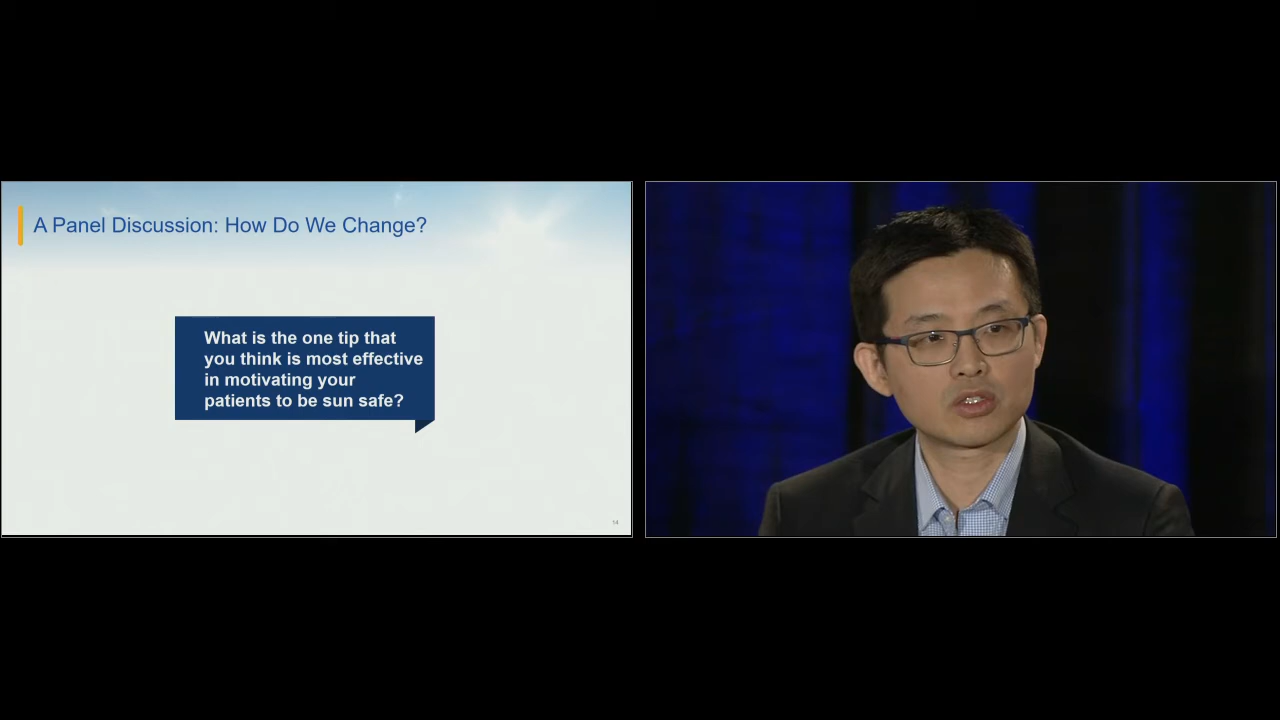 A Panel Discussion: How Do We Change?
What is the one tip that
you think is most effective
in motivating your
patients to be sun safe?
14